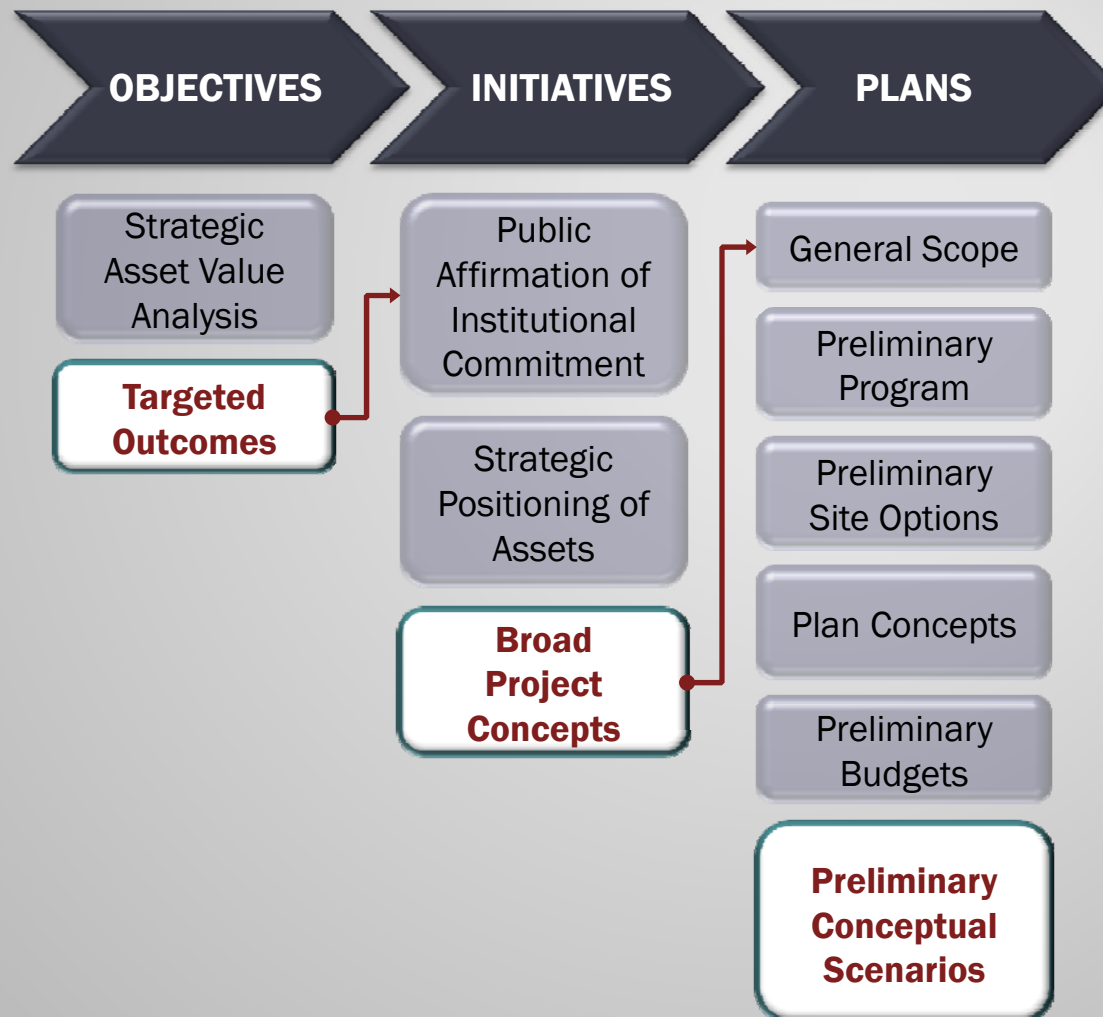 OBJECTIVES
INITIATIVES
PLANS
Strategic
Asset Value
Analysis
Targeted
Outcomes
Public
Affirmation of
Institutional
Commitment
Strategic
Positioning of
Assets
Broad
Project
Concepts
General Scope
Preliminary
Program
Preliminary
Site Options
Plan Concepts
Preliminary
Budgets
Preliminary
Conceptual
Scenarios